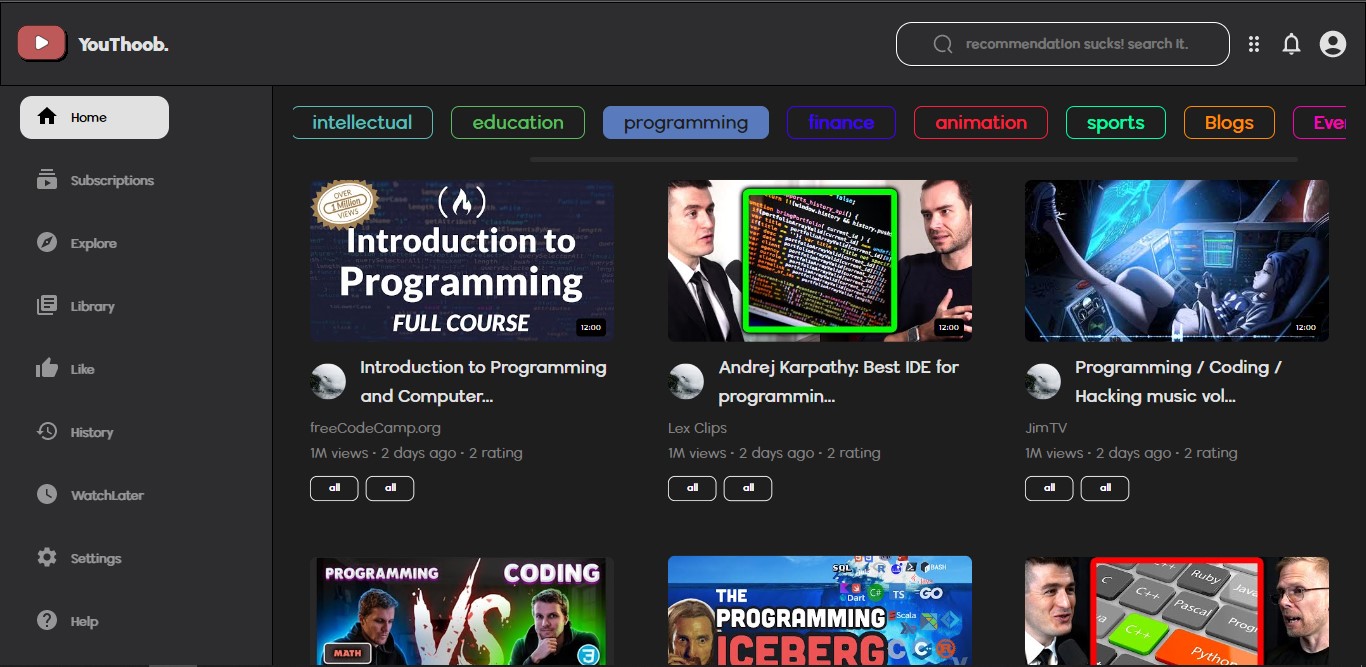 YouThoob.
recommendation sucks! search it.
Home
Subscriptions
Explore
Library
Like
History
WatchLater
Settings
Help
intellectual
education
programming
finance
animation
sports
Blogs
OVER
1 Million
VIEWS
Introduction to
Programming
FULL COURSE
12:00
Introduction to Programming
and Computer...
freeCodeCamp.org
1M views • 2 days ago • 2 rating
all
all
12:00
Andrej Karpathy: Best IDE for
programmin...
Lex Clips
1M views • 2 days ago • 2 rating
all
all
12:00
Programming / Coding /
Hacking music vol...
JimTV
1M views • 2 days ago • 2 rating
all
all
PROGRAMMING
CODING
VS
MATH
SQL
R
BASH
Dart
C#
TS
GO
Scala
THE
PROGRAMMING
ICEBERG
C
C++
Ruby
Java
C
C++
Pascal
C++
Progr
Python